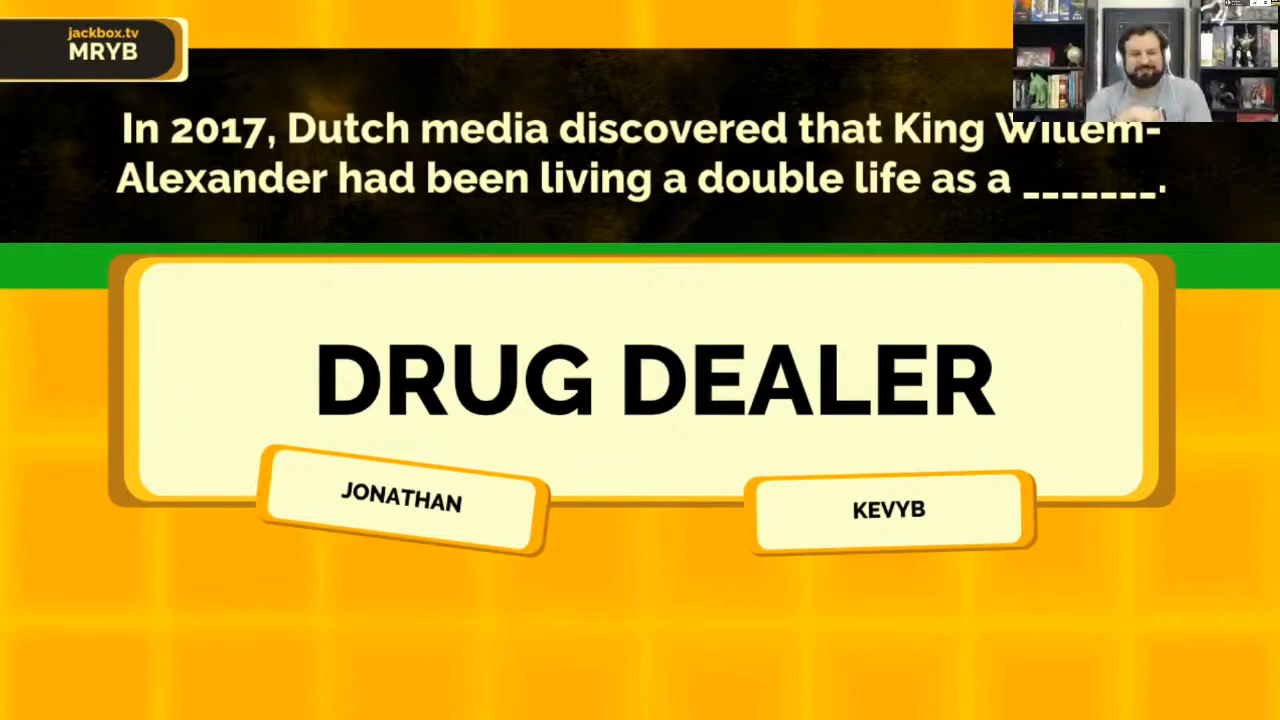 jackbox.tv
MRYB
In 2017, Dutch media discovered that King Willem-
Alexander had been living a double life as a _______.
DRUG DEALER
JONATHAN
KEVYB